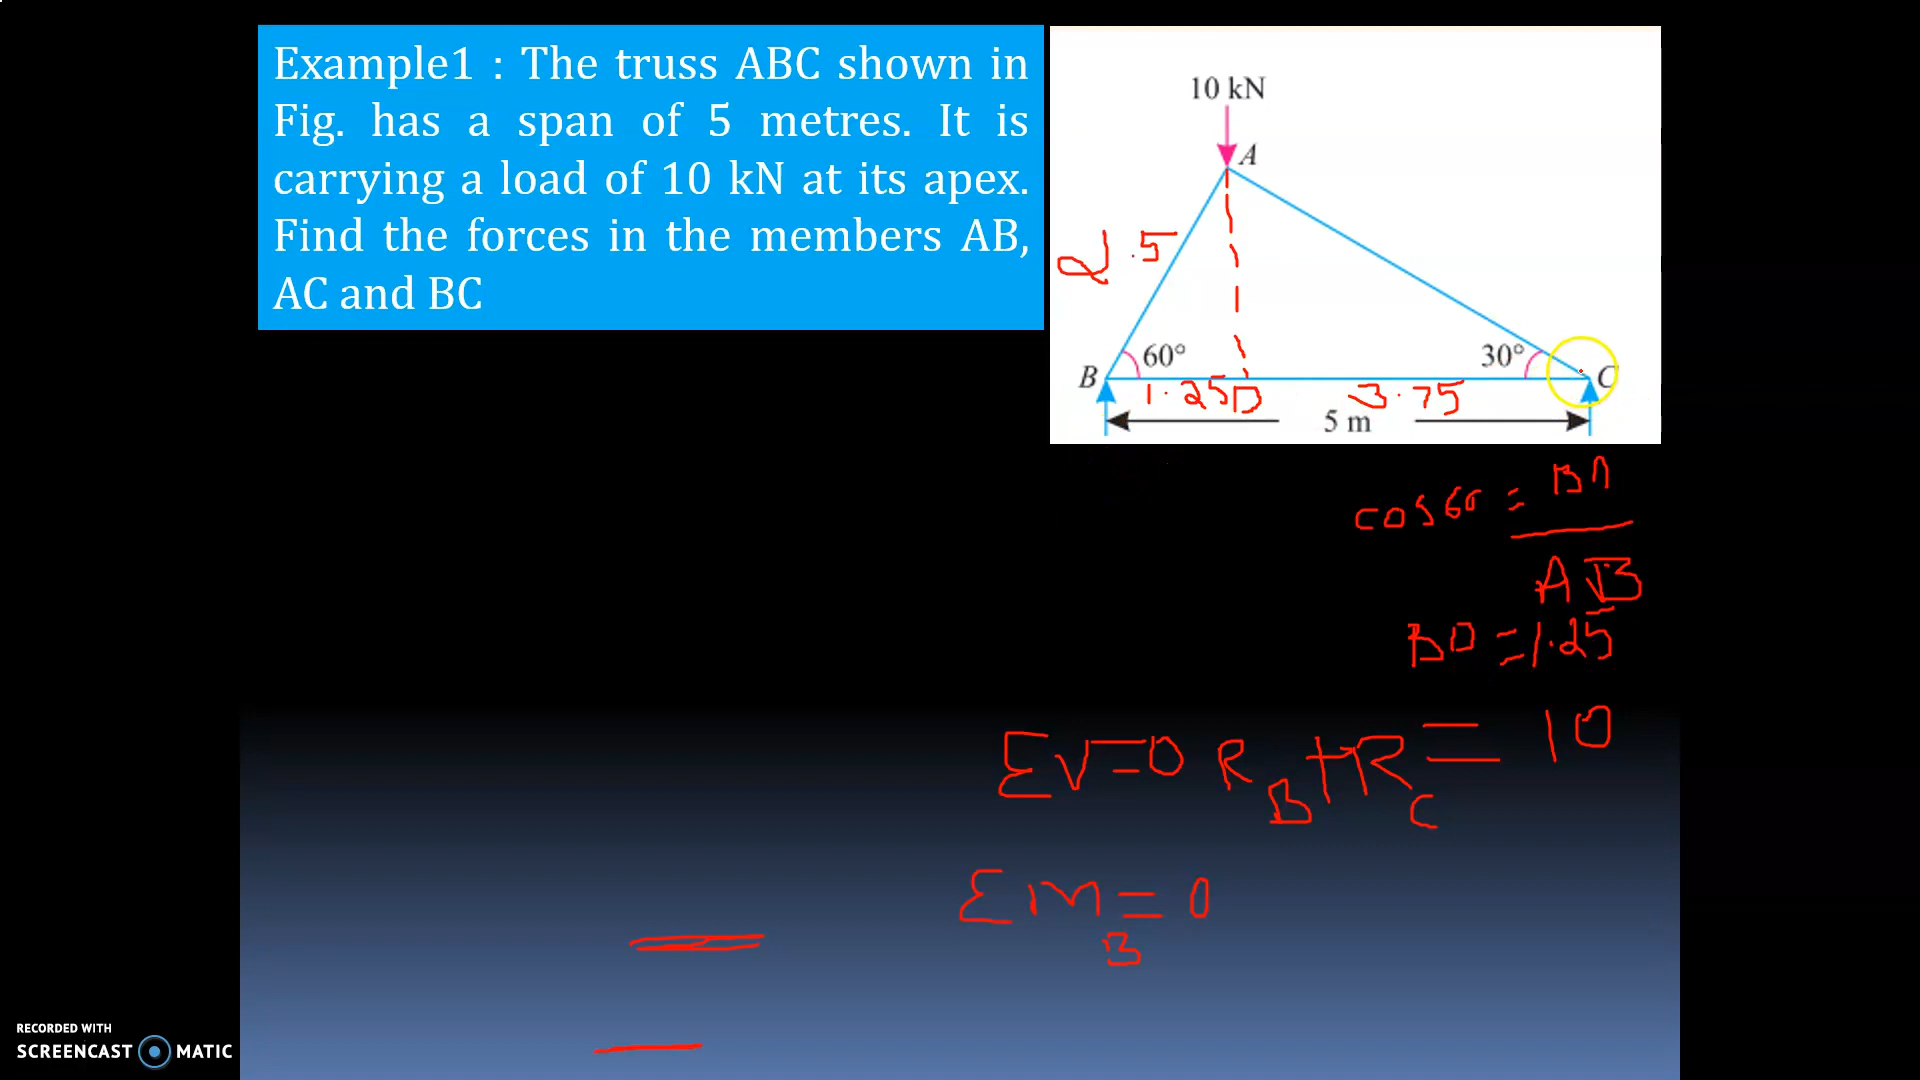 Example1 : The truss ABC shown in
Fig. has a span of 5 metres. It is
carrying a load of 10 kN at its apex.
Find the forces in the members AB,
AC and BC
10 kN
A
2.5
60°
30°
B
C
1.25
D
3.75
5 m
cos60 = BD
AB
BD = 1.25
ΣV=0 RB+RC = 10
ΣMB = 0
RECORDED WITH
SCREENCAST MATIC